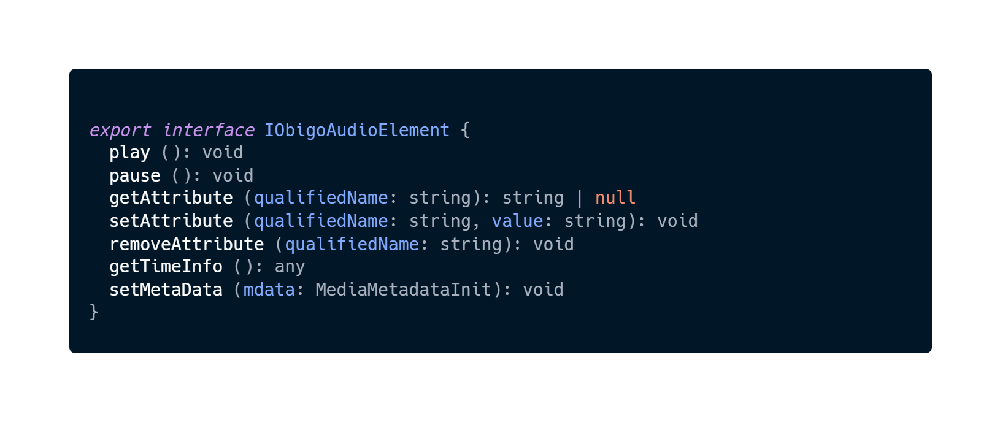 export interface IObigoAudioElement {
  play (): void
  pause (): void
  getAttribute (qualifiedName: string): string | null
  setAttribute (qualifiedName: string, value: string): void
  removeAttribute (qualifiedName: string): void
  getTimeInfo (): any
  setMetaData (mdata: MediaMetadataInit): void
}